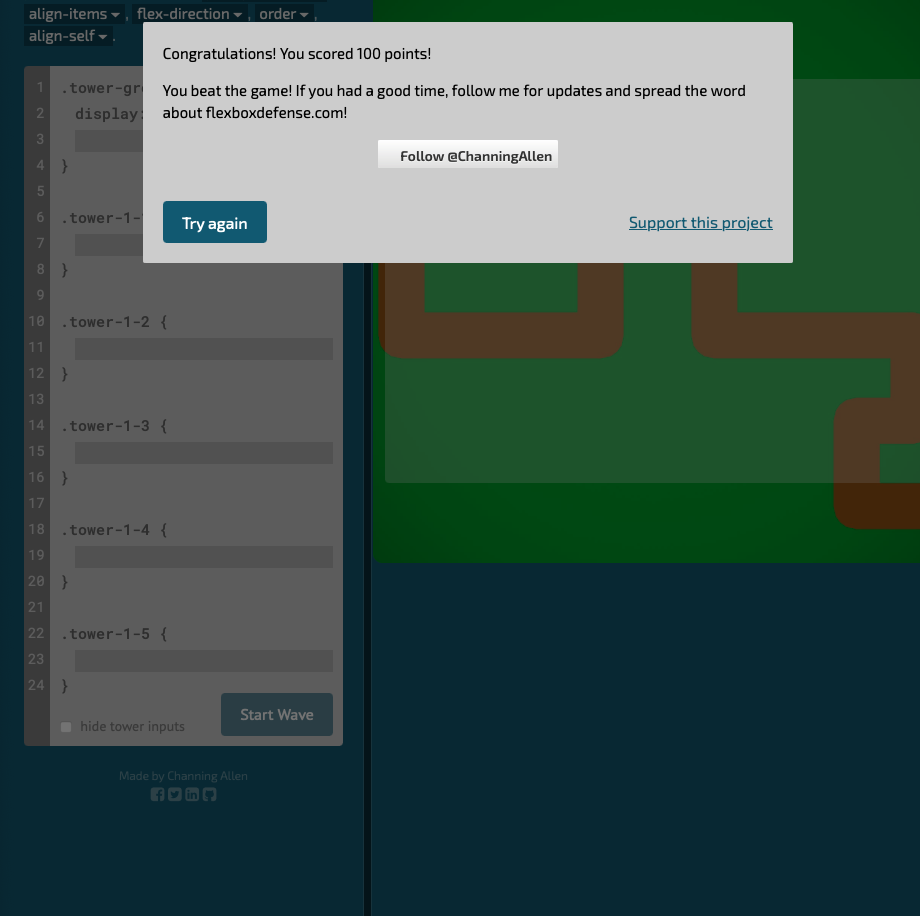 align-items , flex-direction , order ,
align-self .
Congratulations! You scored 100 points!
You beat the game! If you had a good time, follow me for updates and spread the word
about flexboxdefense.com!
Follow @ChanningAllen
Try again
Support this project
1 .tower-gr
2 display:
3
4 }
5
6 .tower-1-
7
8 }
9
10 .tower-1-2 {
11
12 }
13
14 .tower-1-3 {
15
16 }
17
18 .tower-1-4 {
19
20 }
21
22 .tower-1-5 {
23
24 }
hide tower inputs
Start Wave
Made by Channing Allen